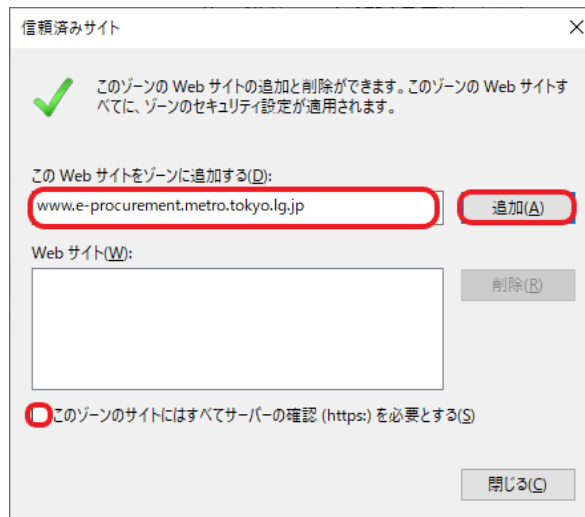 信頼済みサイト
このゾーンの Web サイトの追加と削除ができます。このゾーンの Web サイトす
べてに、ゾーンのセキュリティ設定が適用されます。
この Web サイトをゾーンに追加する(D):
www.e-procurement.metro.tokyo.lg.jp
追加(A)
Web サイト(W):
削除(R)
このゾーンのサイトにはすべてサーバーの確認 (https:) を必要とする(S)
閉じる(C)